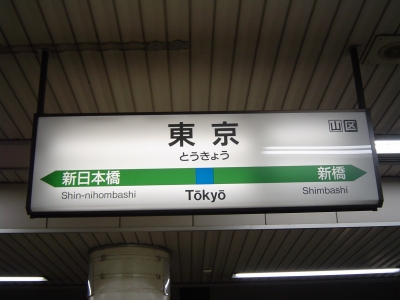 東京
山区
とうきょう
新日本橋
新橋
Shin-nihombashi
Tōkyō
Shimbashi